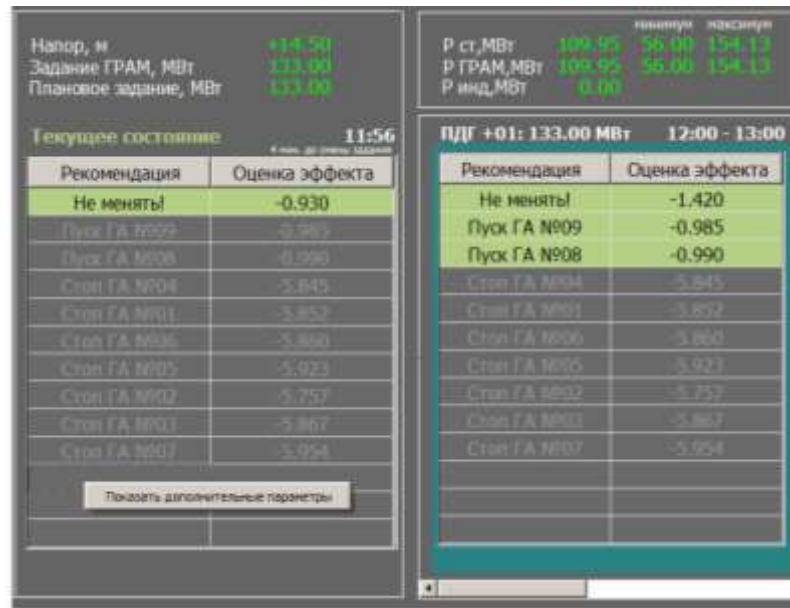 Напор, м +14.50
Задание ГРАМ, МВт 133.00
Плановое задание, МВт 133.00
Текущее состояние 11:56
4 мин. до смены задания
Рекомендация Оценка эффекта
Не менять! -0.930
Пуск ГА №09 -0.985
Пуск ГА №08 -0.990
Стоп ГА №04 -5.845
Стоп ГА №01 -5.852
Стоп ГА №06 -5.860
Стоп ГА №05 -5.923
Стоп ГА №02 -5.757
Стоп ГА №03 -5.867
Стоп ГА №07 -5.954
Показать дополнительные параметры
минимум максимум
Р ст,МВт 109.95 56.00 154.13
Р ГРАМ,МВт 109.95 56.00 154.13
Р инд,МВт 0.00
ПДГ +01: 133.00 МВт 12:00 - 13:00
Рекомендация Оценка эффекта
Не менять! -1.420
Пуск ГА №09 -0.985
Пуск ГА №08 -0.990
Стоп ГА №04 -5.845
Стоп ГА №01 -5.852
Стоп ГА №06 -5.860
Стоп ГА №05 -5.923
Стоп ГА №02 -5.757
Стоп ГА №03 -5.867
Стоп ГА №07 -5.954